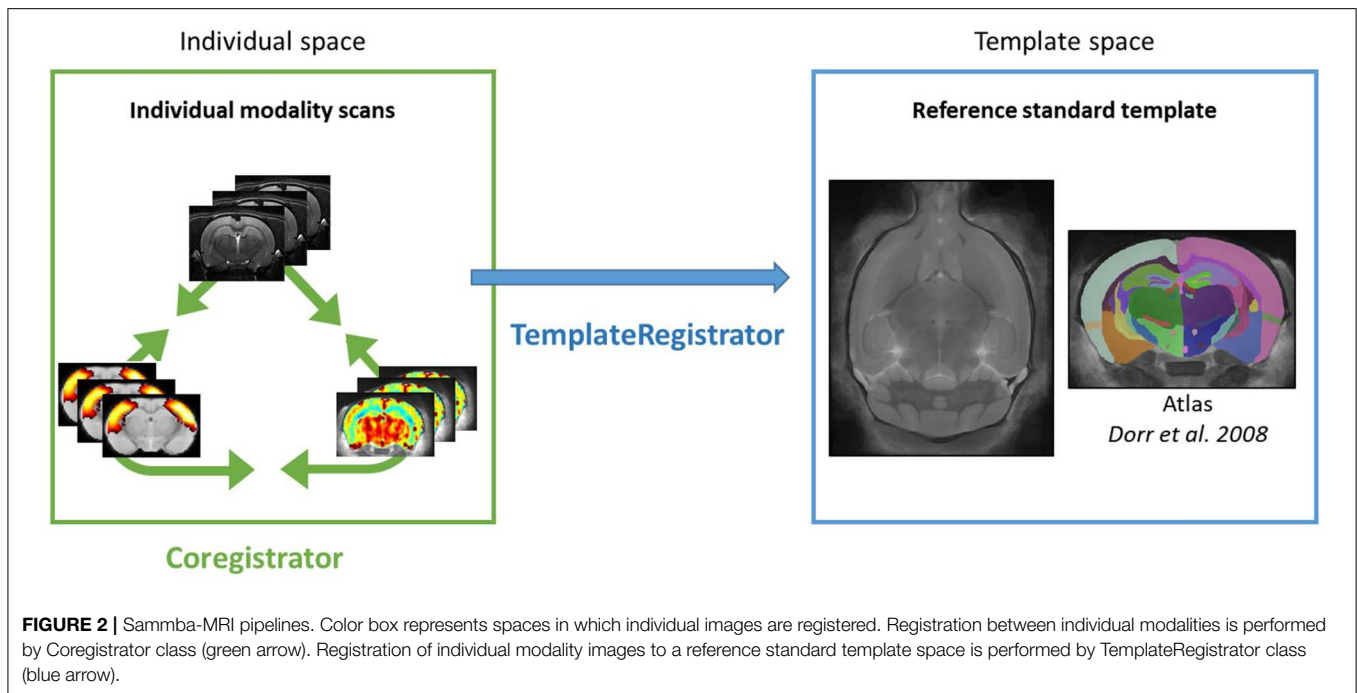 Individual space
Template space
Individual modality scans
Reference standard template
TemplateRegistrator
Atlas
Dorr et al. 2008
Coregistrator
FIGURE 2 | Sammba-MRI pipelines. Color box represents spaces in which individual images are registered. Registration between individual modalities is performed
by Coregistrator class (green arrow). Registration of individual modality images to a reference standard template space is performed by TemplateRegistrator class
(blue arrow).